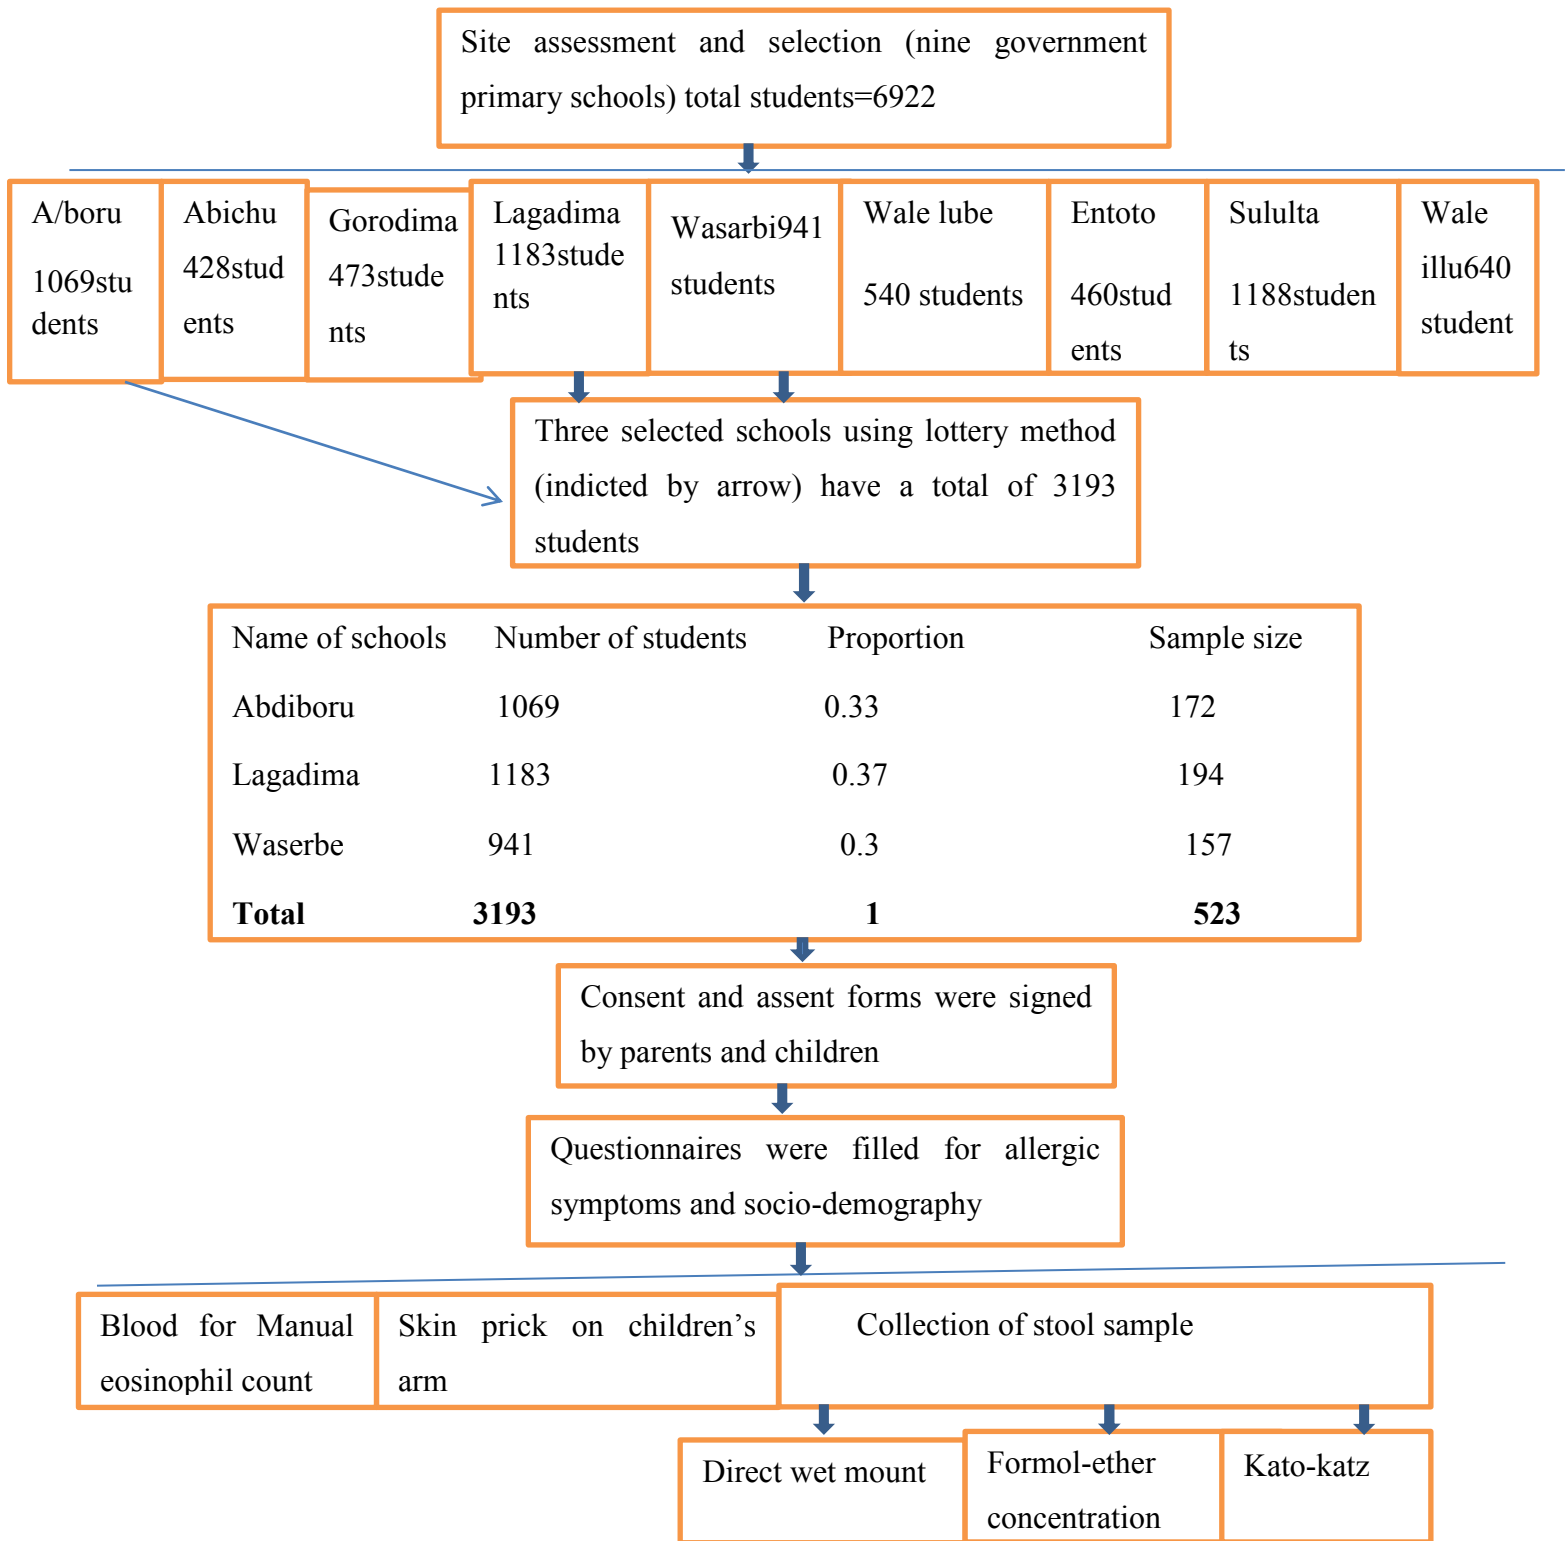 Site assessment and selection (nine government
primary schools) total students=6922
A/boru
1069stu
dents
Abichu
428stud
ents
Gorodima
473stude
nts
Lagadima
1183stude
nts
Wasarbi941
students
Wale lube
540 students
Entoto
460stud
ents
Sululta
1188studen
ts
Wale
illu640
student
Three selected schools using lottery method
(indicted by arrow) have a total of 3193
students
Name of schools Number of students Proportion Sample size
Abdiboru 1069 0.33 172
Lagadima 1183 0.37 194
Waserbe 941 0.3 157
Total 3193 1 523
Consent and assent forms were signed
by parents and children
Questionnaires were filled for allergic
symptoms and socio-demography
Blood for Manual
eosinophil count
Skin prick on children’s
arm
Collection of stool sample
Direct wet mount
Formol-ether
concentration
Kato-katz